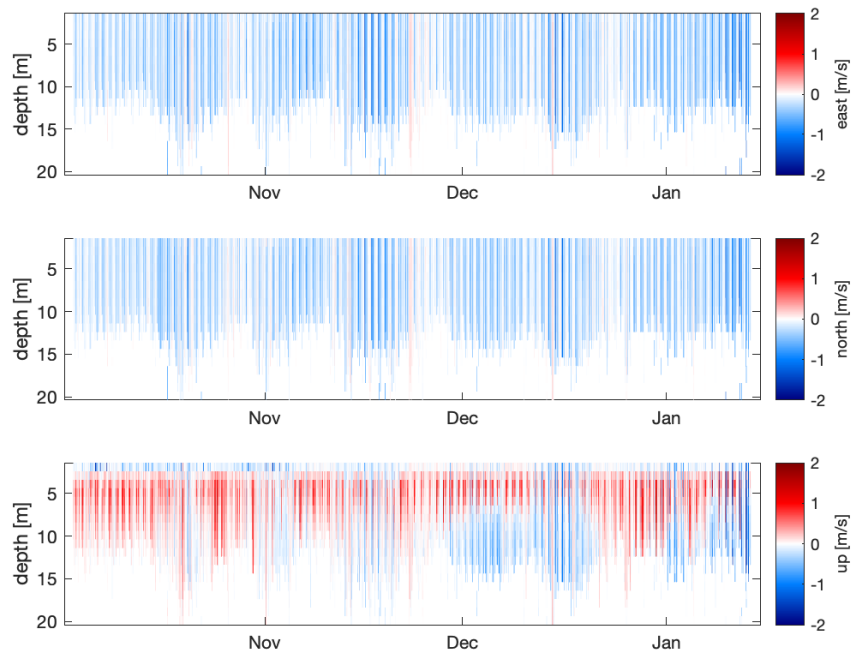 5
10
15
20
depth [m]
Nov
Dec
Jan
2
1
0
-1
-2
east [m/s]
5
10
15
20
depth [m]
Nov
Dec
Jan
2
1
0
-1
-2
north [m/s]
5
10
15
20
depth [m]
Nov
Dec
Jan
2
1
0
-1
-2
up [m/s]